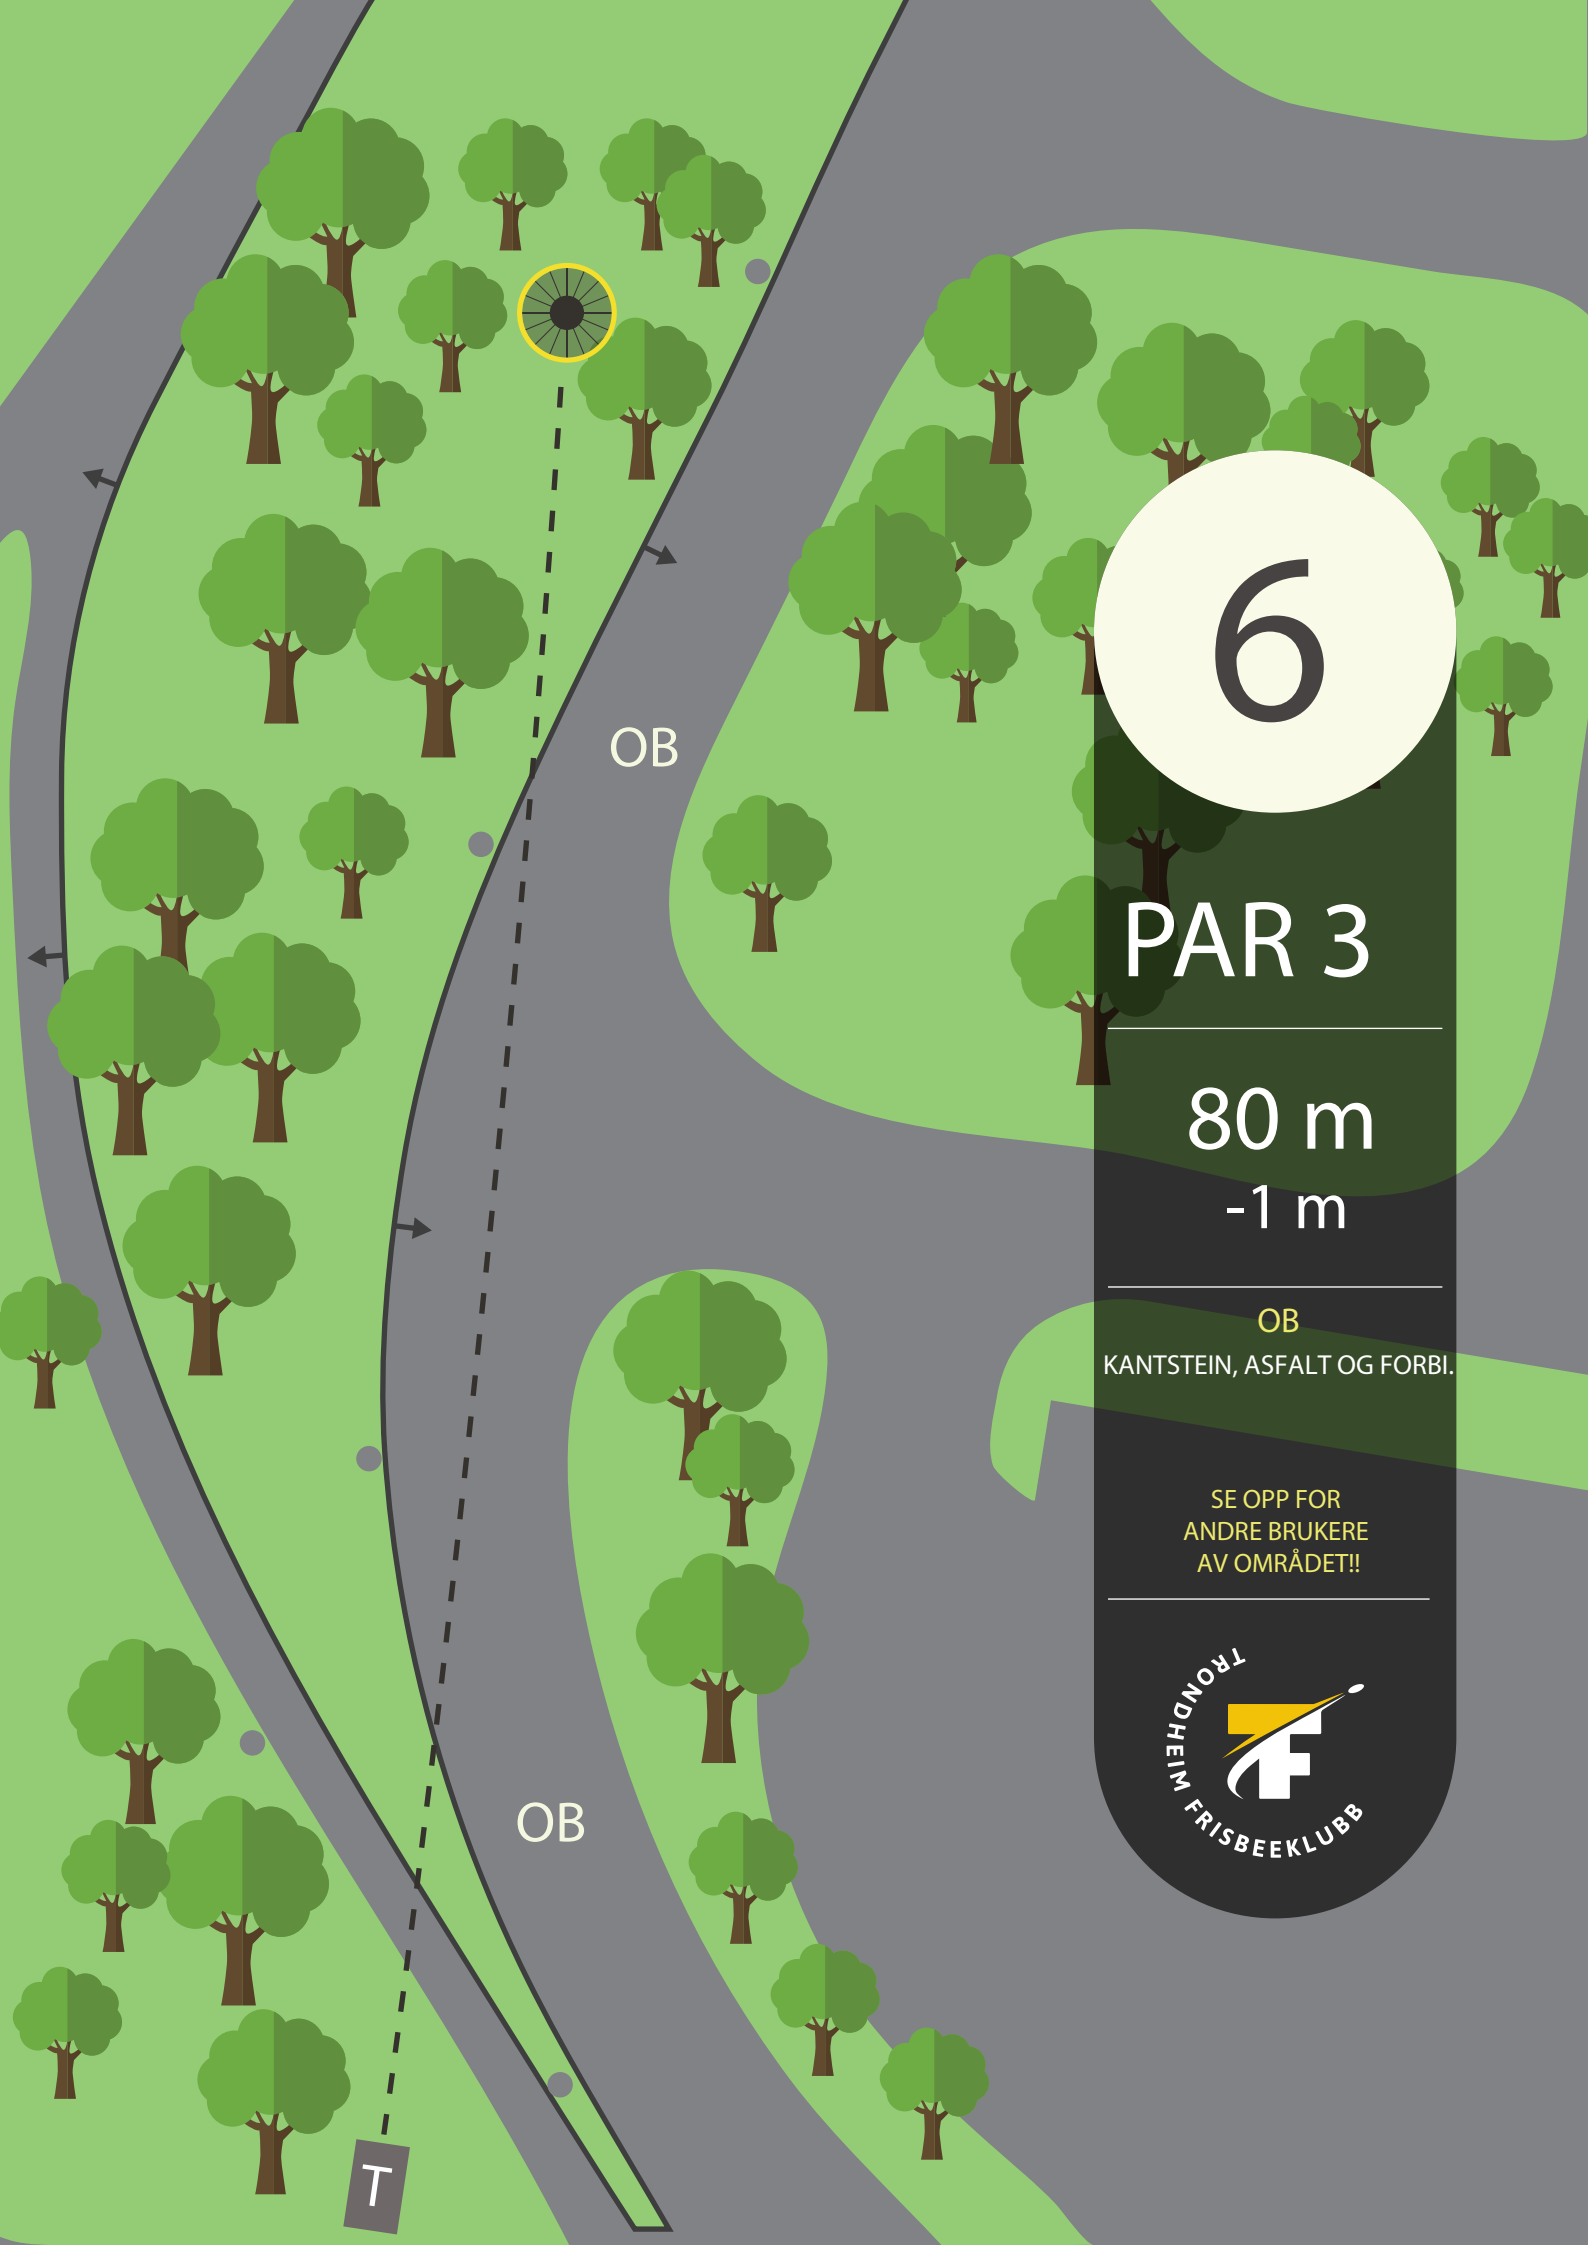 6
PAR 3
80 m
-1 m
OB
KANTSTEIN, ASFALT OG FORBI.
SE OPP FOR
ANDRE BRUKERE
AV OMRÅDET!!
TRONDHEIM FRISBEEKLUBB
TF
OB
OB
T